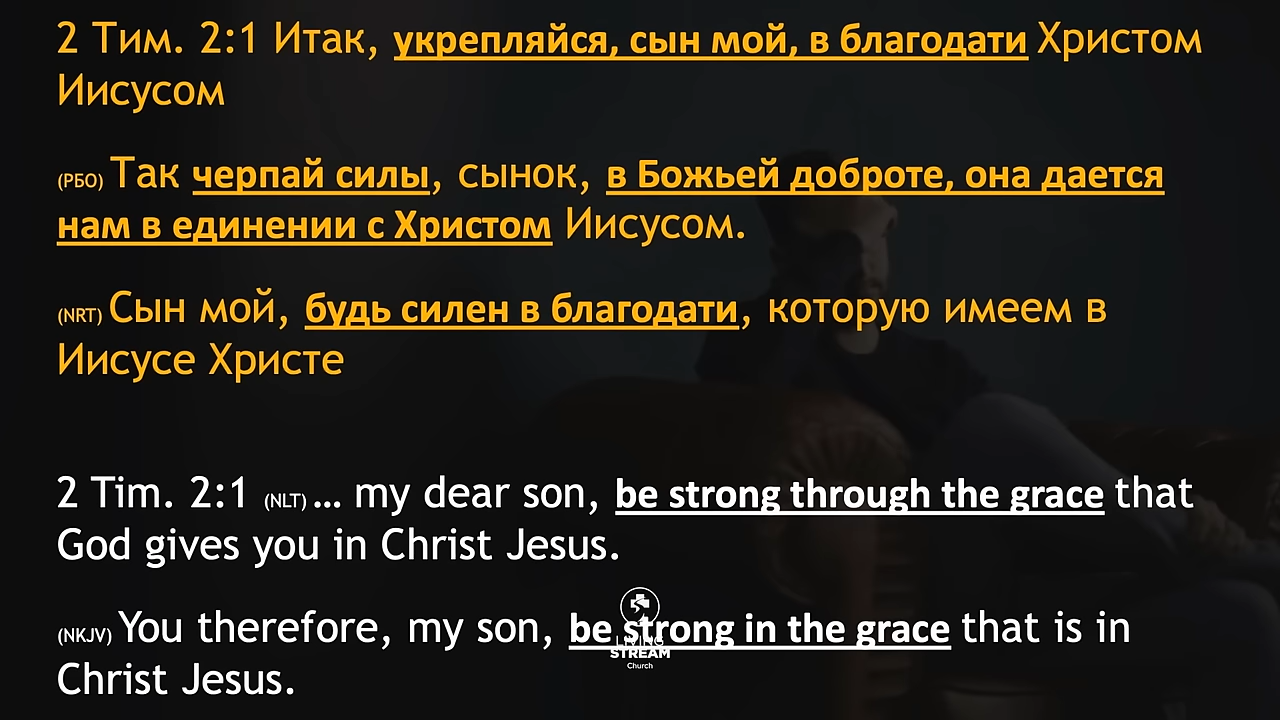 2 Тим. 2:1 Итак, укрепляйся, сын мой, в благодати Христом
Иисусом
(РБО) Так черпай силы, сынок, в Божьей доброте, она дается
нам в единении с Христом Иисусом.
(NRT) Сын мой, будь силен в благодати, которую имеем в
Иисусе Христе
2 Tim. 2:1 (NLT) … my dear son, be strong through the grace that
God gives you in Christ Jesus.
(NKJV) You therefore, my son, be strong in the grace that is in
Christ Jesus.
LIVING
STREAM
Church